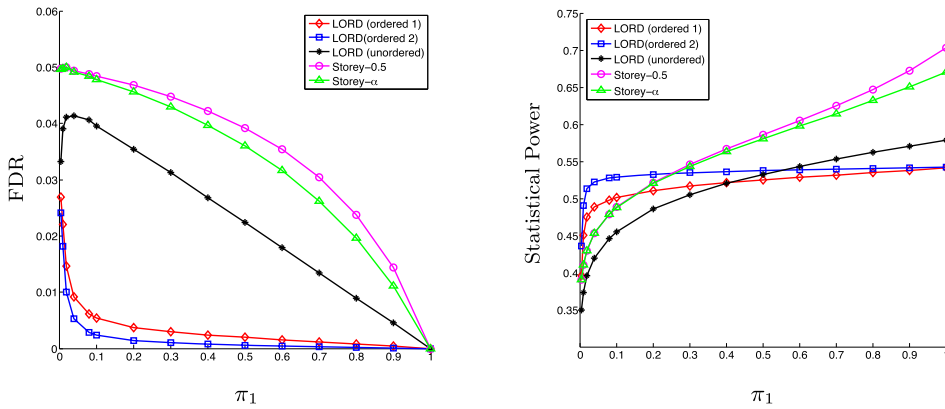 FDR
0.06
0.05
0.04
0.03
0.02
0.01
0
0 0.1 0.2 0.3 0.4 0.5 0.6 0.7 0.8 0.9 1
π1
LORD (ordered 1)
LORD(ordered 2)
LORD (unordered)
Storey−0.5
Storey−α
Statistical Power
0.75
0.7
0.65
0.6
0.55
0.5
0.45
0.4
0.35
0 0.1 0.2 0.3 0.4 0.5 0.6 0.7 0.8 0.9 1
π1
LORD (ordered 1)
LORD(ordered 2)
LORD (unordered)
Storey−0.5
Storey−α